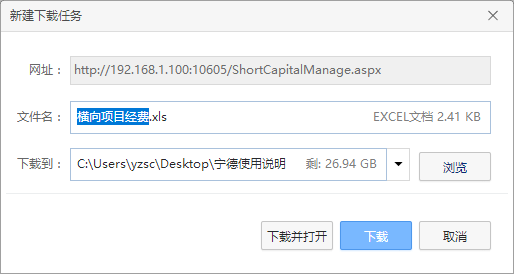 新建下载任务
网址： http://192.168.1.100:10605/ShortCapitalManage.aspx
文件名： 横向项目经费.xls EXCEL文档 2.41 KB
下载到： C:\Users\yzsc\Desktop\宁德使用说明 剩: 26.94 GB 浏览
下载并打开 下载 取消